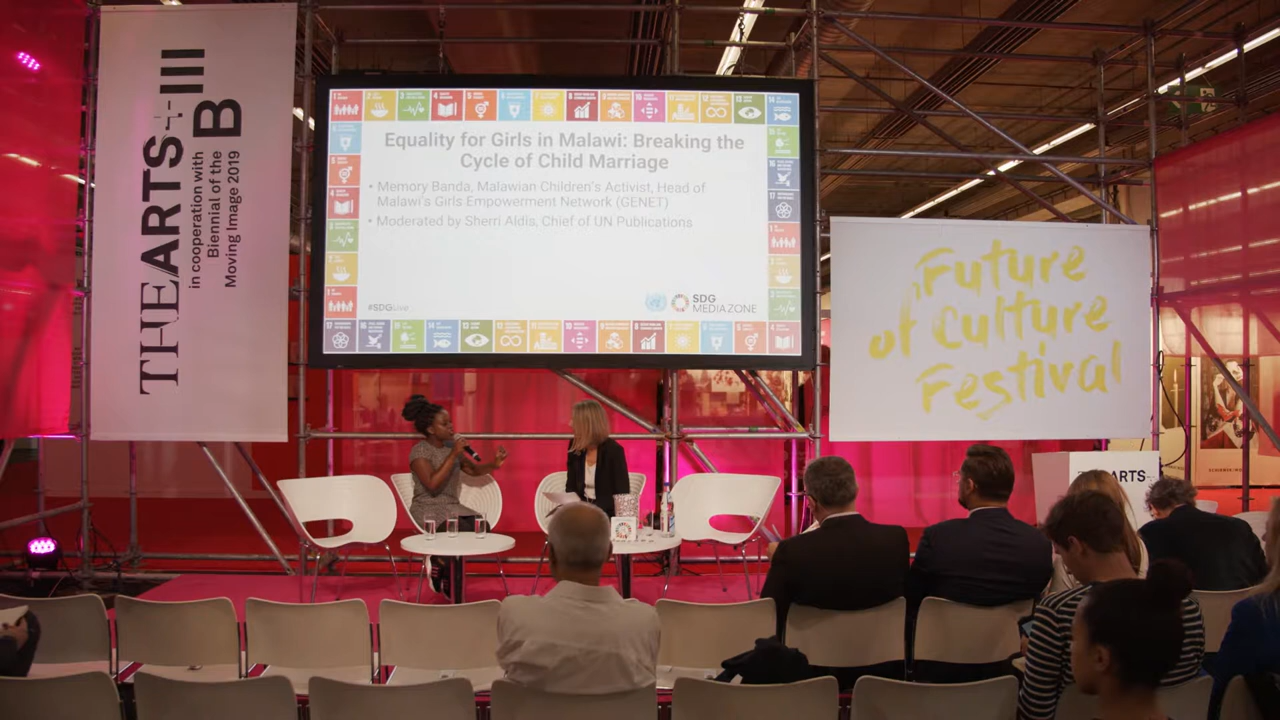 THE ARTS+
in cooperation with
Biennial of the
Moving Image 2019
B
III
Equality for Girls in Malawi: Breaking the
Cycle of Child Marriage
• Memory Banda, Malawian Children's Activist, Head of
Malawi's Girls Empowerment Network (GENET)
• Moderated by Sherri Aldis, Chief of UN Publications
#SDGLive
SDG
MEDIA ZONE
Future
of Culture
Festival
ARTS